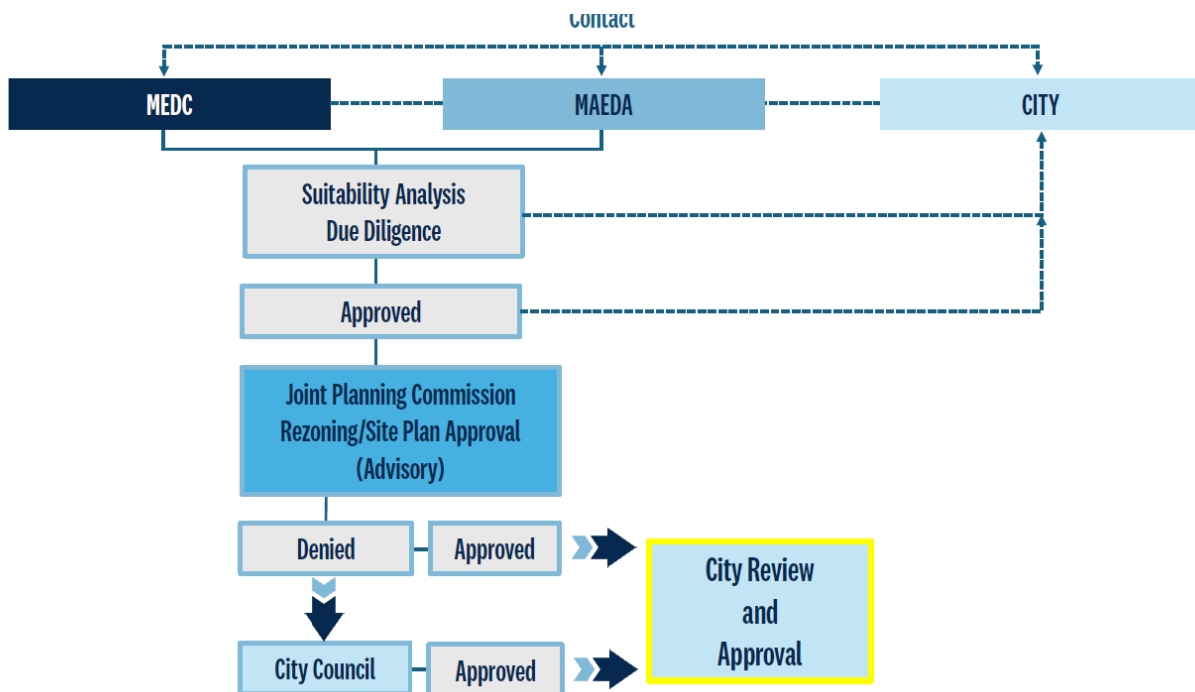 Contact
MEDC
MAEDA
CITY
Suitability Analysis
Due Diligence
Approved
Joint Planning Commission
Rezoning/Site Plan Approval
(Advisory)
Denied
Approved
City Review
and
Approval
City Council
Approved